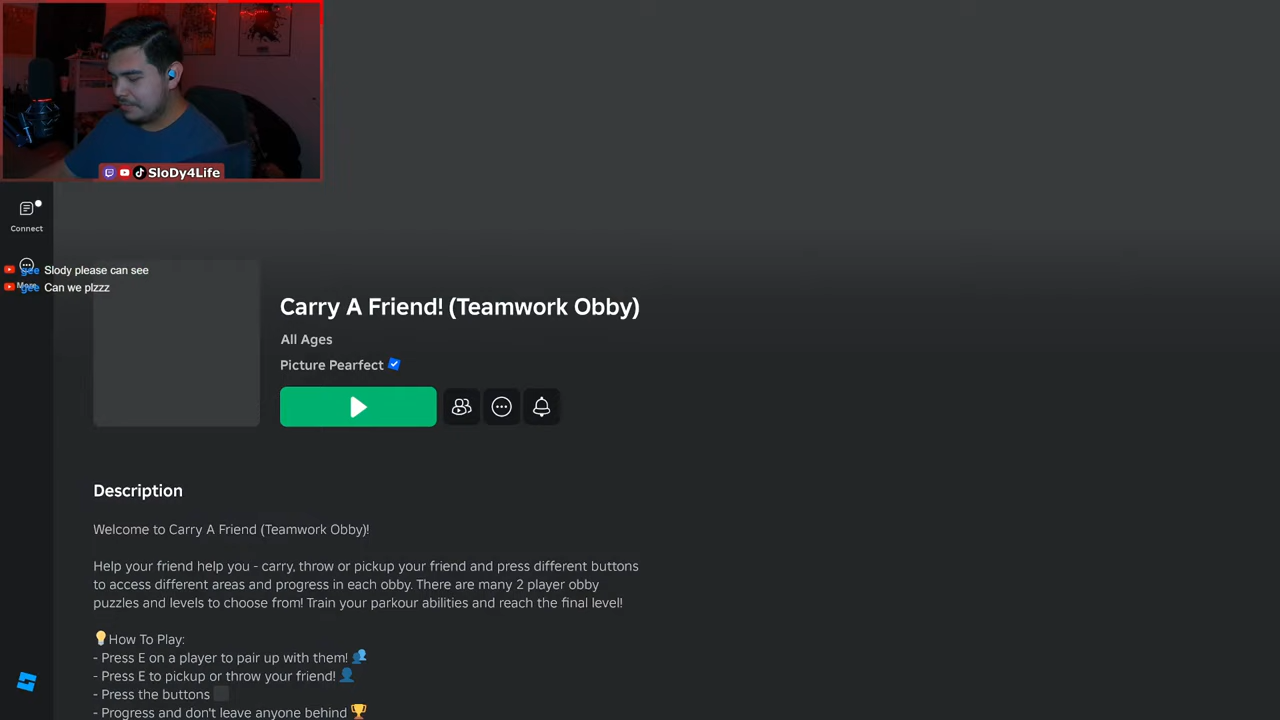 SloDy4Life
Connect
gee Slody please can see
gee Can we plzzz
Carry A Friend! (Teamwork Obby)
All Ages
Picture Pearfect
Description
Welcome to Carry A Friend (Teamwork Obby)!
Help your friend help you - carry, throw or pickup your friend and press different buttons
to access different areas and progress in each obby. There are many 2 player obby
puzzles and levels to choose from! Train your parkour abilities and reach the final level!
💡How To Play:
- Press E on a player to pair up with them! 👥
- Press E to pickup or throw your friend! 👤
- Press the buttons
- Progress and don't leave anyone behind 🏆